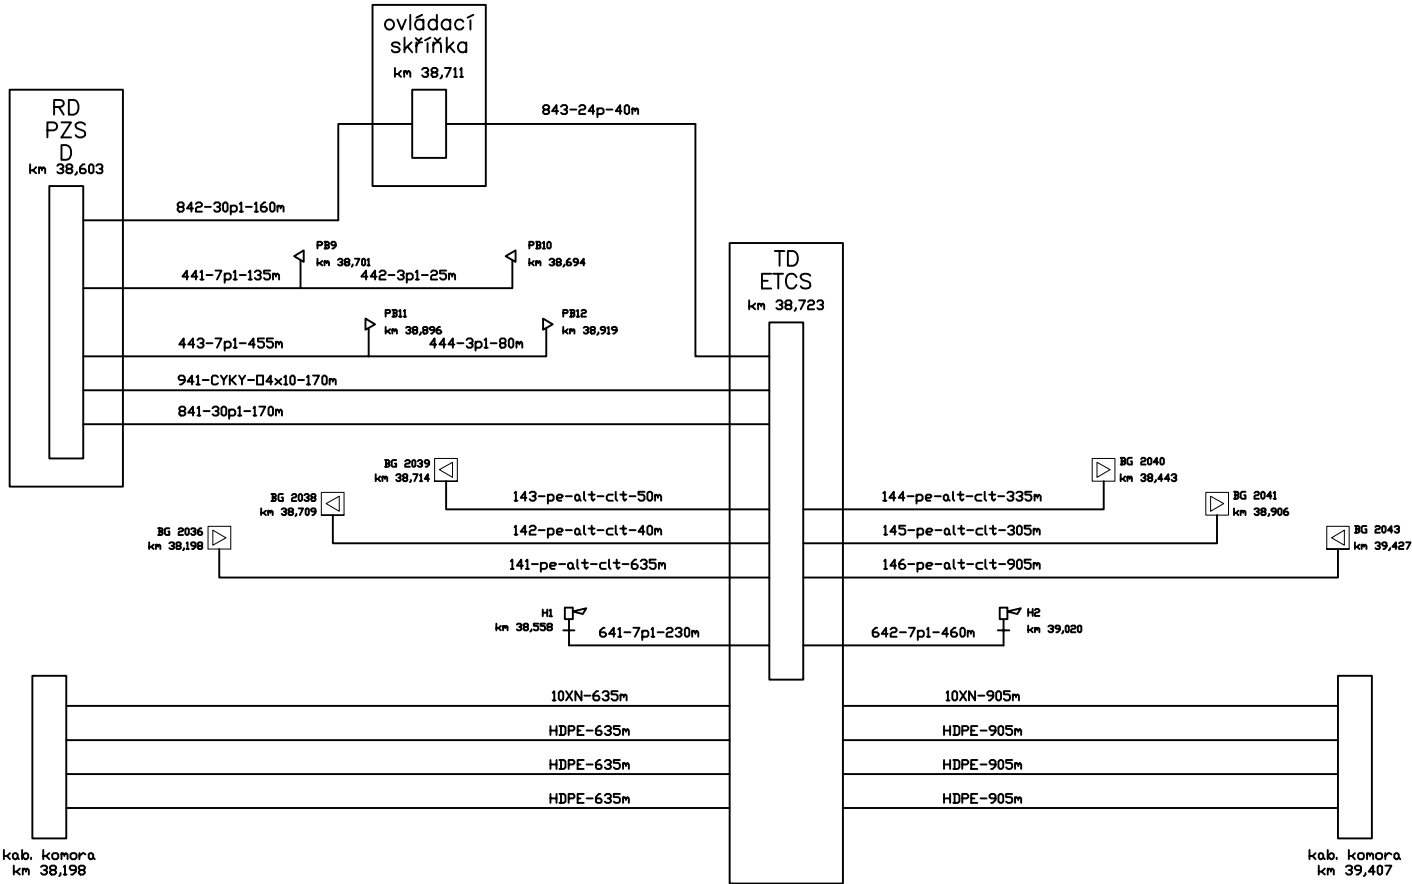 ovládací
skříňka
km 38,711
843-24p-40m
RD
PZS
D
km 38,603
842-30p1-160m
PB9
km 38,701
PB10
km 38,694
441-7p1-135m
442-3p1-25m
TD
ETCS
km 38,723
PB11
km 38,896
PB12
km 38,919
443-7p1-455m
444-3p1-80m
941-CYKY-O4x10-170m
841-30p1-170m
BG 2039
km 38,714
BG 2040
km 38,443
143-pe-alt-clt-50m
144-pe-alt-clt-335m
BG 2038
km 38,709
BG 2041
km 38,906
142-pe-alt-clt-40m
145-pe-alt-clt-305m
BG 2036
km 38,198
BG 2043
km 39,427
141-pe-alt-clt-635m
146-pe-alt-clt-905m
H1
km 38,558
H2
km 39,020
641-7p1-230m
642-7p1-460m
10XN-635m
10XN-905m
HDPE-635m
HDPE-905m
HDPE-635m
HDPE-905m
HDPE-635m
HDPE-905m
kab. komora
km 38,198
kab. komora
km 39,407